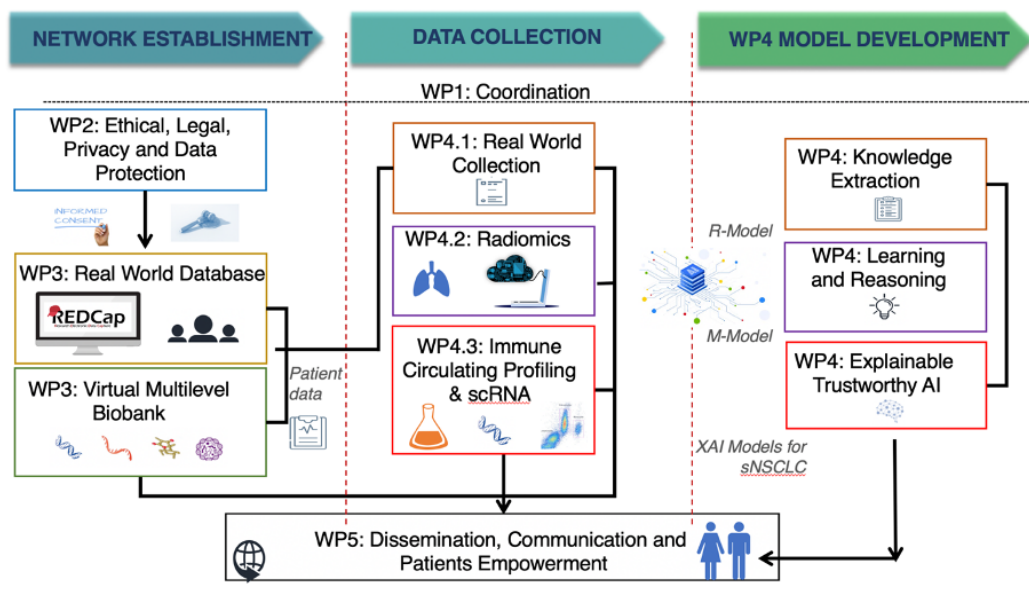 NETWORK ESTABLISHMENT
DATA COLLECTION
WP4 MODEL DEVELOPMENT
WP1: Coordination
WP2: Ethical, Legal,
Privacy and Data
Protection
INFORMED
CONSENT
WP3: Real World Database
REDCap
WP3: Virtual Multilevel
Biobank
Patient
data
WP4.1: Real World
Collection
WP4.2: Radiomics
WP4.3: Immune
Circulating Profiling
& scRNA
R-Model
M-Model
WP4: Knowledge
Extraction
WP4: Learning
and Reasoning
WP4: Explainable
Trustworthy AI
XAI Models for
sNSCLC
WP5: Dissemination, Communication and
Patients Empowerment